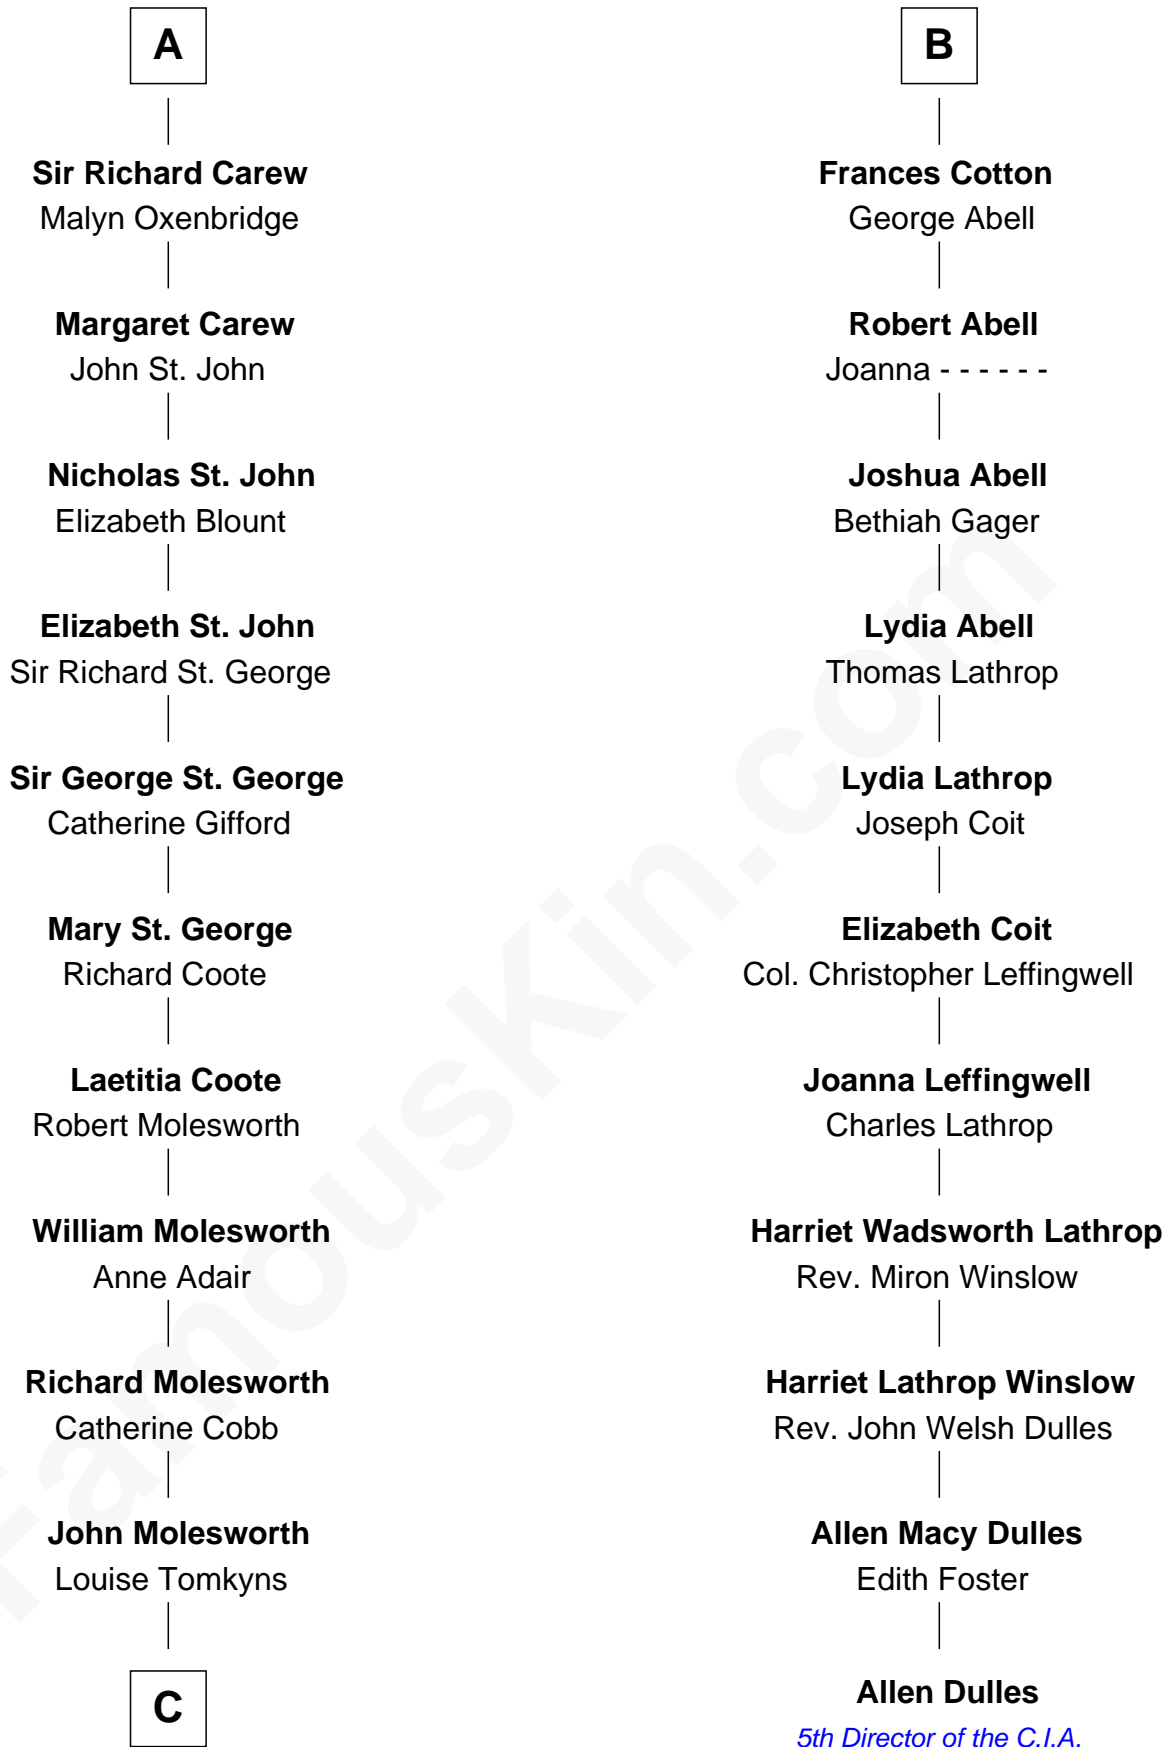 A
Sir Richard Carew
Malyn Oxenbridge
Margaret Carew
John St. John
Nicholas St. John
Elizabeth Blount
Elizabeth St. John
Sir Richard St. George
Sir George St. George
Catherine Gifford
Mary St. George
Richard Coote
Laetitia Coote
Robert Molesworth
William Molesworth
Anne Adair
Richard Molesworth
Catherine Cobb
John Molesworth
Louise Tomkyns
C
B
Frances Cotton
George Abell
Robert Abell
Joanna - - - - - -
Joshua Abell
Bethiah Gager
Lydia Abell
Thomas Lathrop
Lydia Lathrop
Joseph Coit
Elizabeth Coit
Col. Christopher Leffingwell
Joanna Leffingwell
Charles Lathrop
Harriet Wadsworth Lathrop
Rev. Miron Winslow
Harriet Lathrop Winslow
Rev. John Welsh Dulles
Allen Macy Dulles
Edith Foster
Allen Dulles
5th Director of the C.I.A.
FamousKin.com